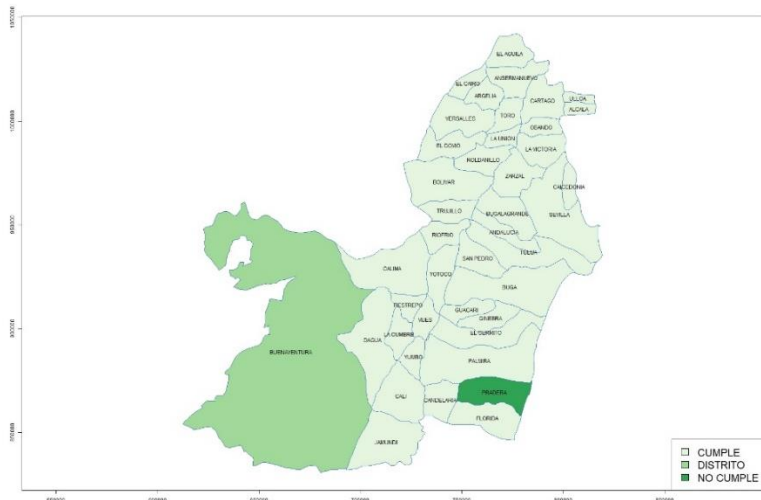 EL AGUILA
ANSERMANUEVO
EL CAIRO
ARGELIA
CARTAGO
ULLOA
ALCALA
TORO
VERSALLES
OBANDO
LA UNION
EL DOVIO
LA VICTORIA
ROLDANILLO
ZARZAL
BOLIVAR
CAICEDONIA
TRUJILLO
BUGALAGRANDE
SEVILLA
RIOFRIO
ANDALUCIA
TULUA
SAN PEDRO
CALIMA
YOTOCO
BUGA
RESTREPO
GUACARI
VIJES
GINEBRA
LA CUMBRE
EL CERRITO
DAGUA
BUENAVENTURA
YUMBO
PALMIRA
CALI
CANDELARIA
PRADERA
FLORIDA
JAMUNDI
CUMPLE
DISTRITO
NO CUMPLE